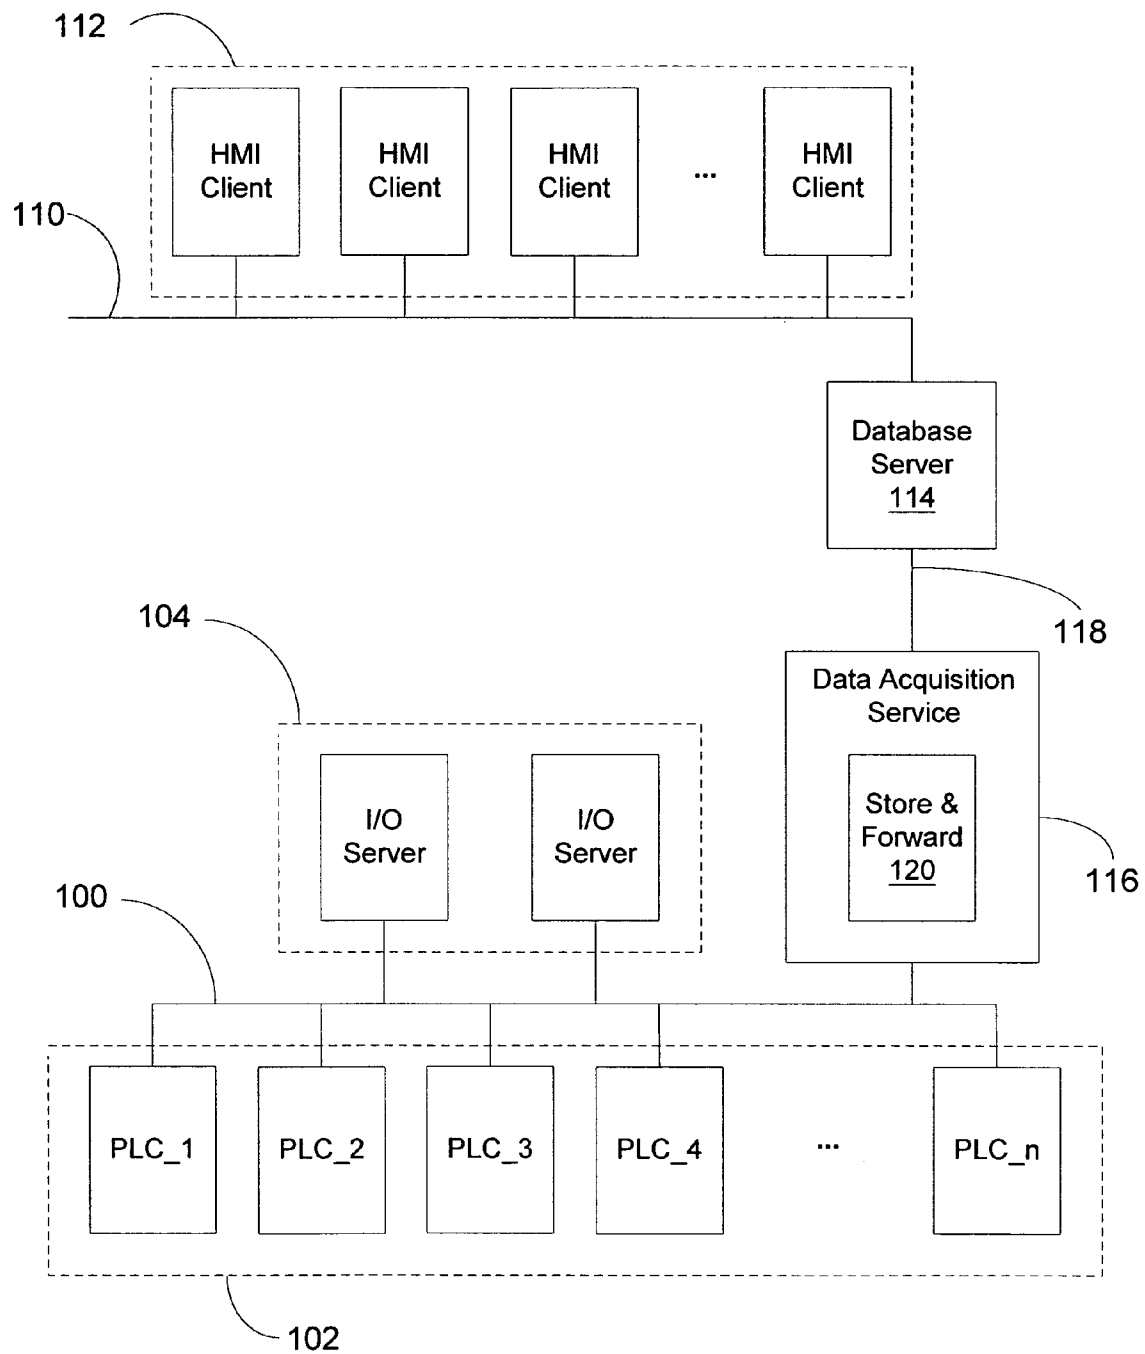 112
HMI
Client
HMI
Client
HMI
Client
...
HMI
Client
110
Database
Server
114
104
118
Data Acquisition
Service
I/O
Server
I/O
Server
Store &
Forward
120
116
100
PLC_1
PLC_2
PLC_3
PLC_4
...
PLC_n
102